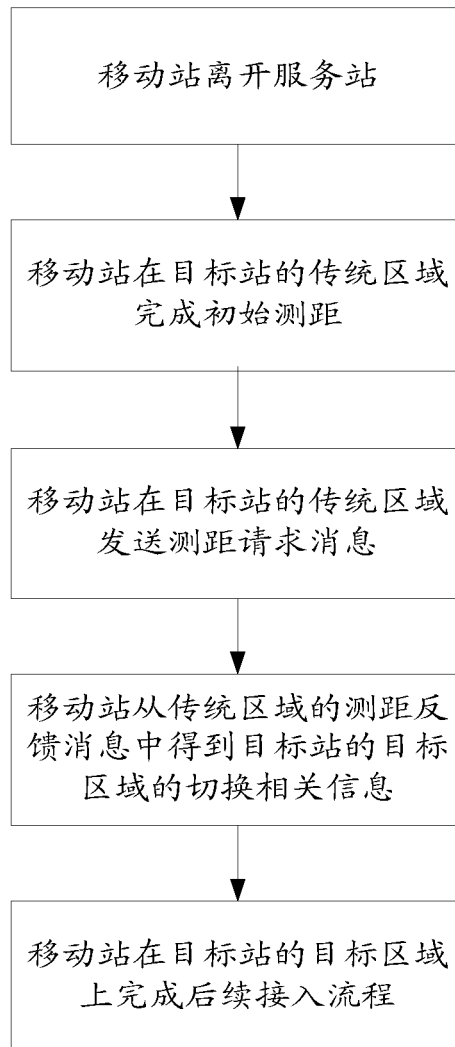 移动站离开服务站
移动站在目标站的传统区域
完成初始测距
移动站在目标站的传统区域
发送测距请求消息
移动站从传统区域的测距反
馈消息中得到目标站的目标
区域的切换相关信息
移动站在目标站的目标区域
上完成后续接入流程